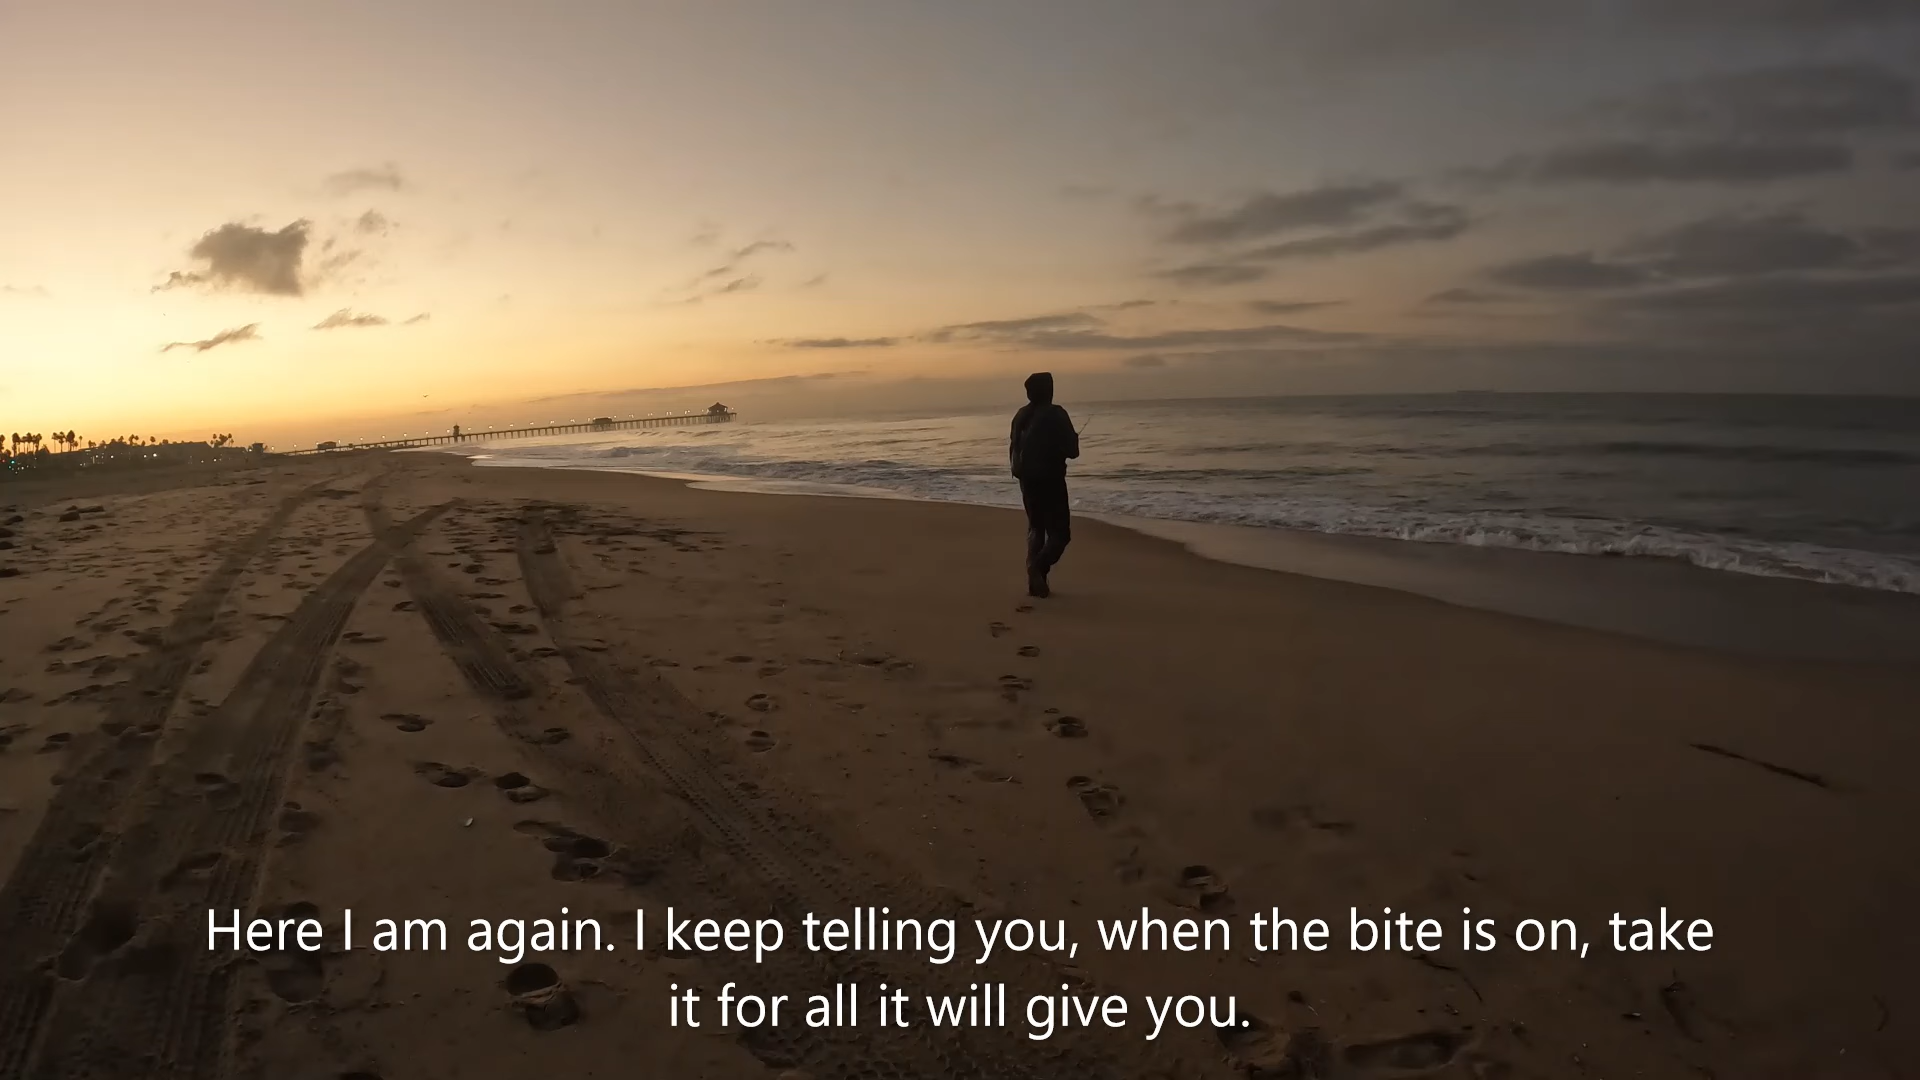 Here I am again. I keep telling you, when the bite is on, take
it for all it will give you.